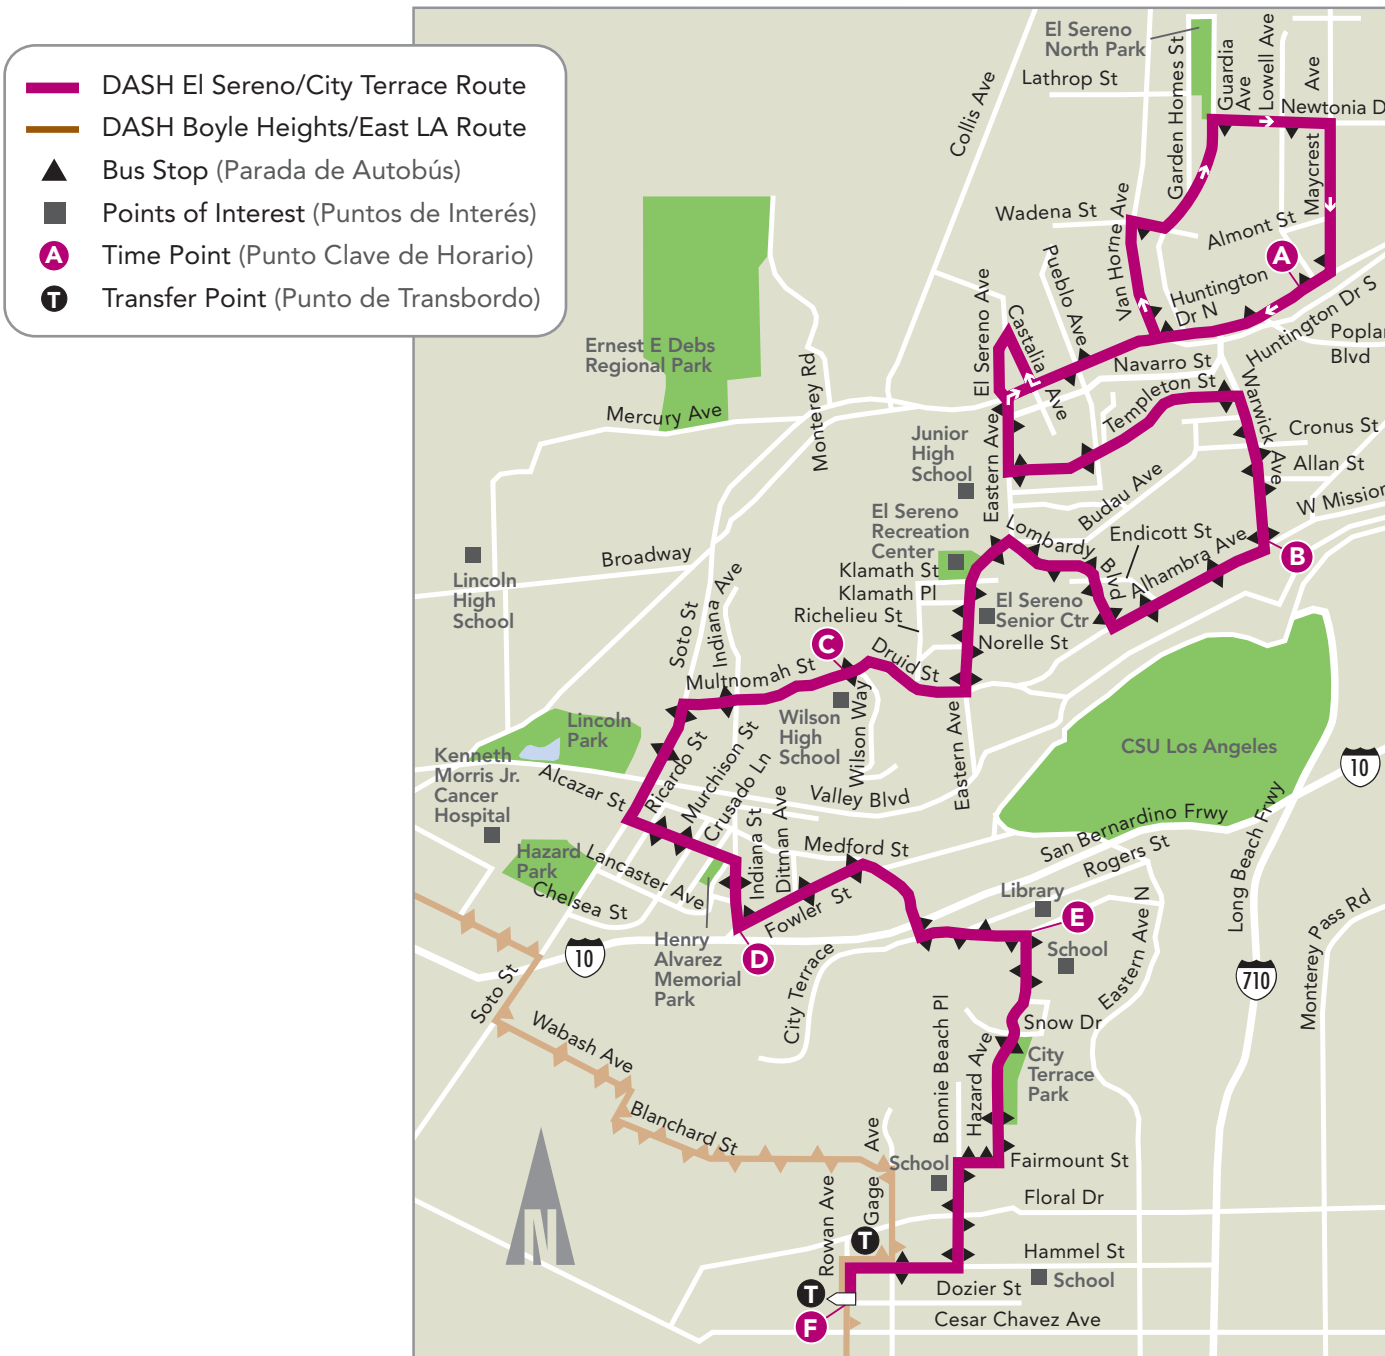 DASH El Sereno/City Terrace Route
DASH Boyle Heights/East LA Route
Bus Stop (Parada de Autobús)
Points of Interest (Puntos de Interés)
A
Time Point (Punto Clave de Horario)
T
Transfer Point (Punto de Transbordo)
El Sereno
North Park
Lathrop St
Collis Ave
Garden Homes St
Guardia
Ave
Lowell Ave
Maycrest Ave
Newtonia D
Wadena St
Van Horne Ave
Almont St
A
Huntington
Dr N
Huntington Dr S
Poplar
Blvd
Pueblo Ave
El Sereno Ave
Castalia Ave
Navarro St
Templeton St
Warwick Ave
Ernest E Debs
Regional Park
Mercury Ave
Monterey Rd
Junior
High
School
Eastern Ave
Cronus St
Allan St
W Mission
Budau Ave
Endicott St
Lombardy Blvd
Alhambra Ave
B
El Sereno
Recreation
Center
Klamath St
Klamath Pl
Richelieu St
El Sereno
Senior Ctr
Norelle St
Broadway
Lincoln
High
School
Soto St
Indiana Ave
Multnomah St
C
Druid St
Wilson
High
School
Wilson Way
Eastern Ave
Lincoln
Park
Kenneth
Morris Jr.
Cancer
Hospital
Alcazar St
Ricardo St
Murchison St
Crusado Ln
Valley Blvd
CSU Los Angeles
10
Hazard
Park
Lancaster Ave
Chelsea St
Indiana St
Ditman Ave
Medford St
Fowler St
San Bernardino Frwy
Rogers St
Long Beach Frwy
Library
E
School
Eastern Ave N
Monterey Pass Rd
710
10
Henry
Alvarez
Memorial
Park
D
City Terrace
Soto St
Wabash Ave
Snow Dr
Bonnie Beach Pl
Hazard Ave
City
Terrace
Park
Blanchard St
Gage Ave
School
Fairmount St
Floral Dr
N
Rowan Ave
T
Hammel St
School
T
Dozier St
F
Cesar Chavez Ave